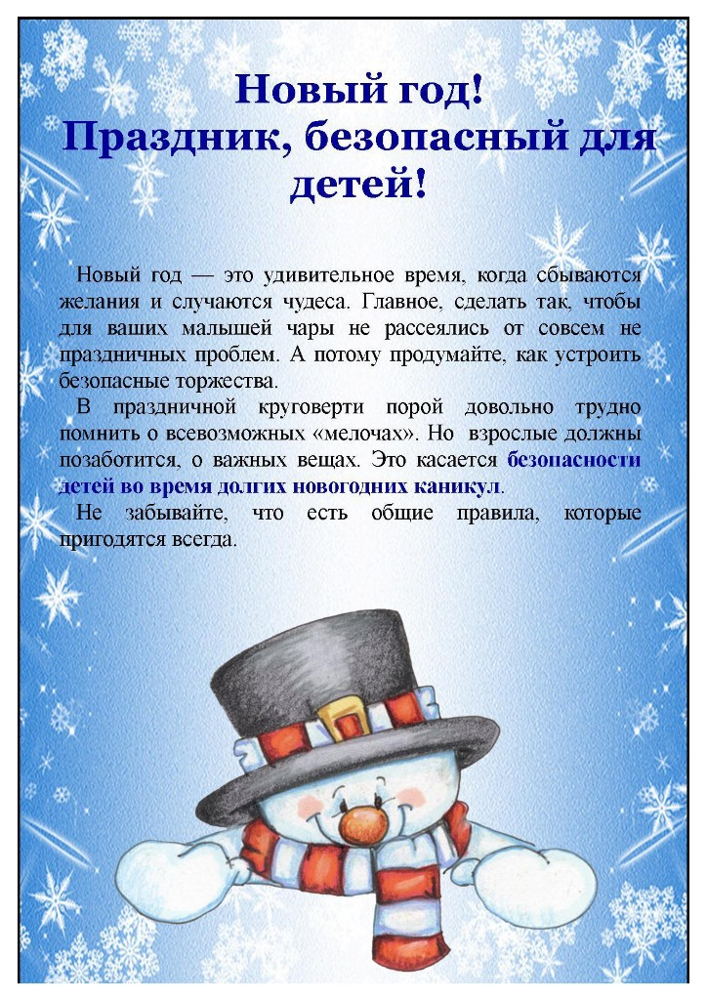 Новый год!
Праздник, безопасный для
детей!
Новый год — это удивительное время, когда сбываются
желания и случаются чудеса. Главное, сделать так, чтобы
для ваших малышей чары не рассеялись от совсем не
праздничных проблем. А потому продумайте, как устроить
безопасные торжества.
В праздничной круговерти порой довольно трудно
помнить о всевозможных «мелочах». Но взрослые должны
позаботится, о важных вещах. Это касается безопасности
детей во время долгих новогодних каникул.
Не забывайте, что есть общие правила, которые
пригодятся всегда.